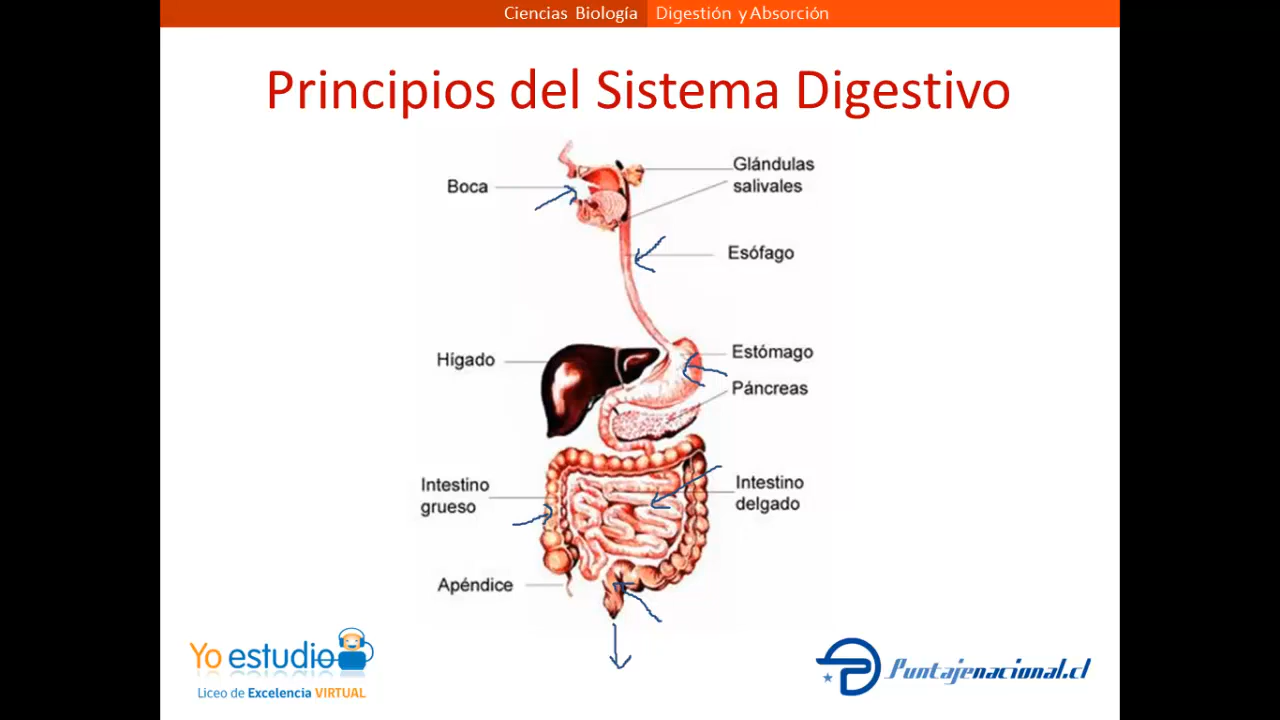 Ciencias Biología Digestión y Absorción
Principios del Sistema Digestivo
Glándulas
salivales
Boca
Esófago
Hígado
Estómago
Páncreas
Intestino
grueso
Intestino
delgado
Apéndice
Yo estudio
Liceo de Excelencia VIRTUAL
Puntajenacional.cl